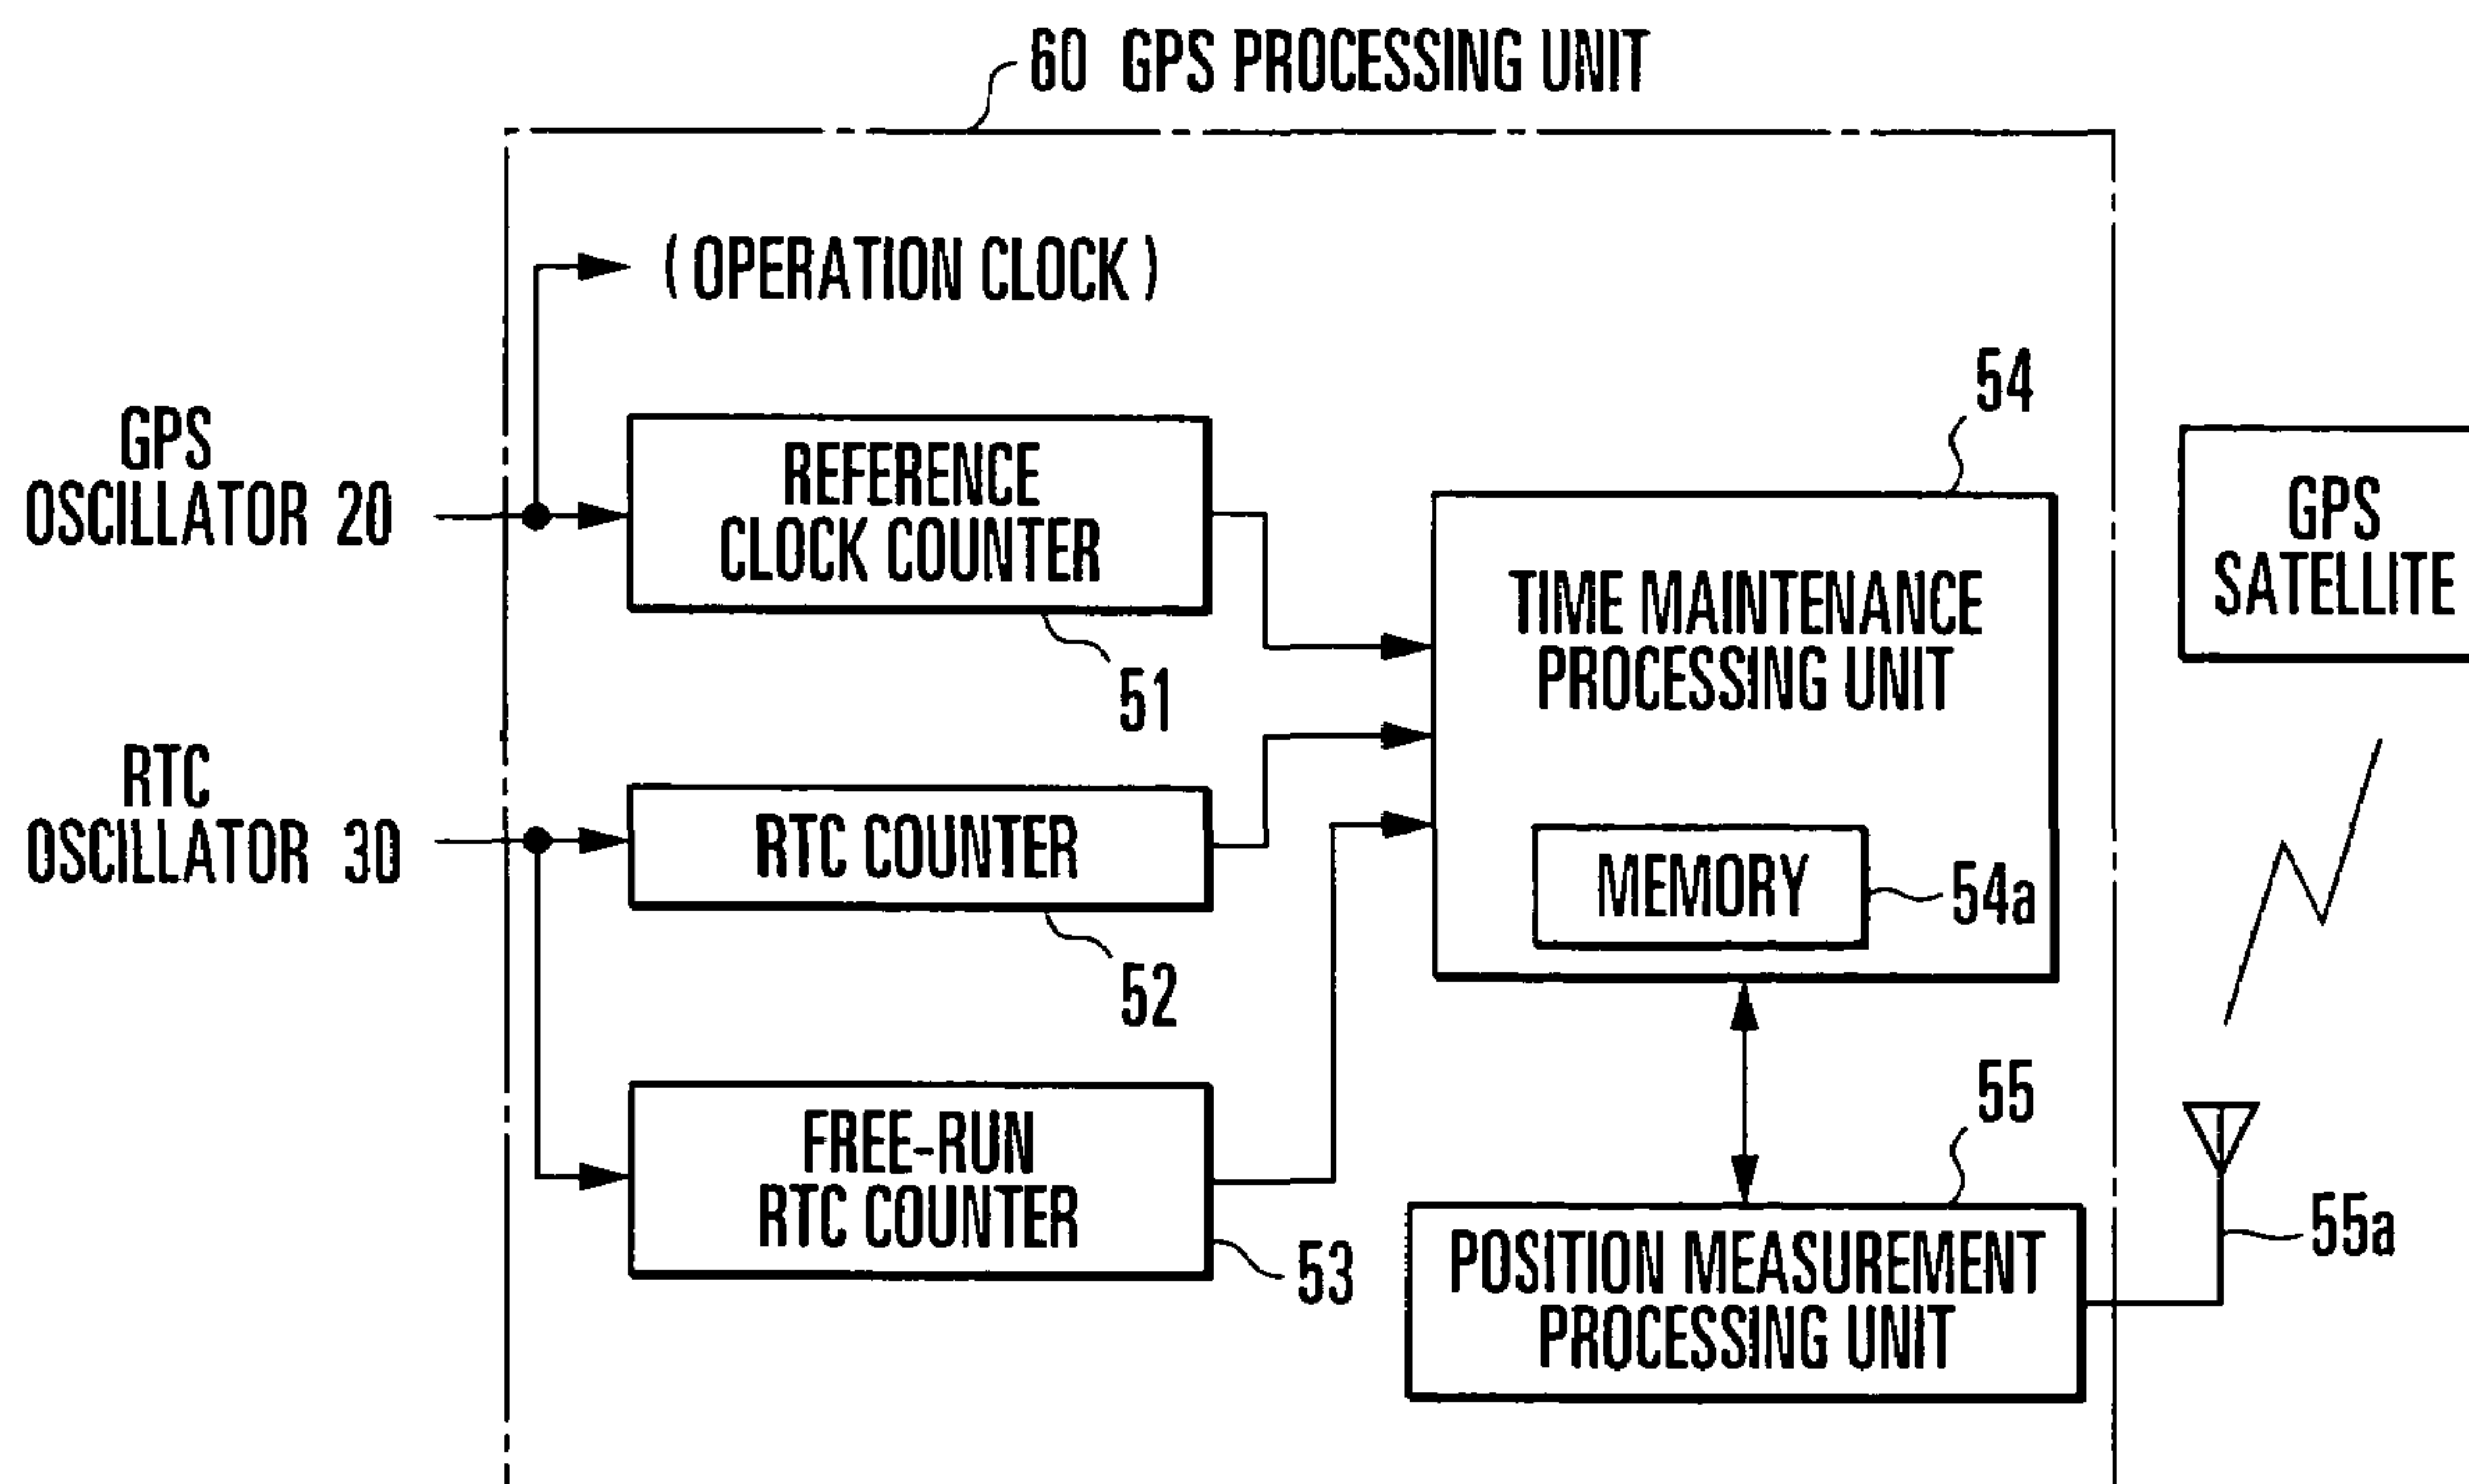 60 GPS PROCESSING UNIT
( OPERATION CLOCK )
54
GPS
OSCILLATOR 20
REFERENCE
CLOCK COUNTER
GPS
SATELLITE
TIME MAINTENANCE
PROCESSING UNIT
51
RTC
OSCILLATOR 30
RTC COUNTER
MEMORY
54a
52
55
FREE-RUN
RTC COUNTER
53
55a
POSITION MEASUREMENT
PROCESSING UNIT